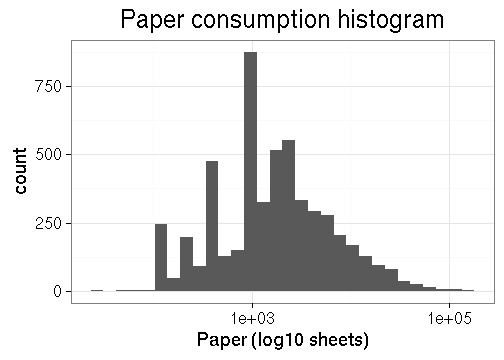 Paper consumption histogram
count
750
500
250
0
1e+03
1e+05
Paper (log10 sheets)